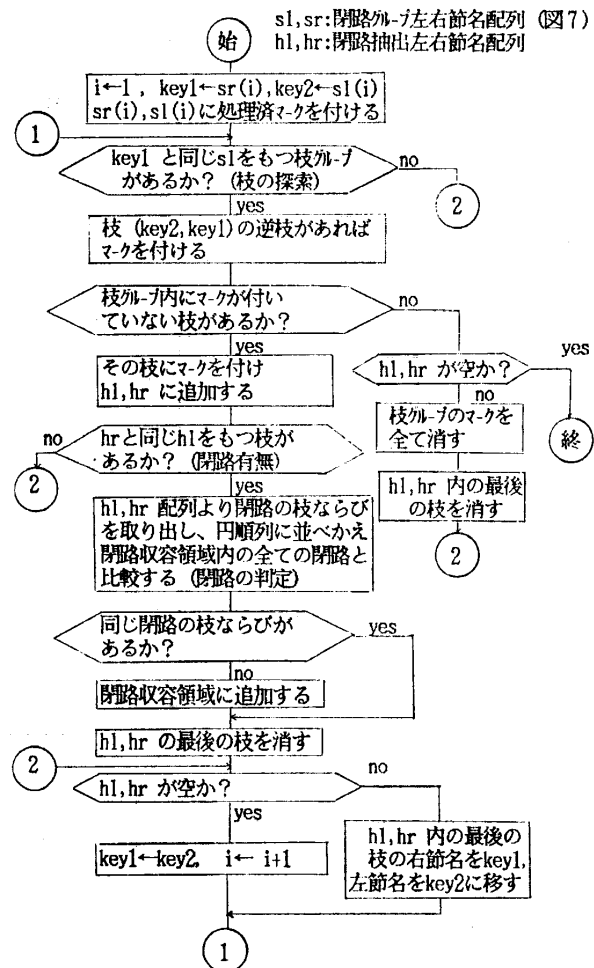 sl,sr:閉路グループ左右節名配列 (図7)
hl,hr:閉路抽出左右節名配列
始
i←1 , key1←sr(i),key2←sl(i)
sr(i),sl(i)に処理済マークを付ける
1
key1 と同じslをもつ枝グループ
があるか? (枝の探索)
no
2
yes
枝 (key2,key1)の逆枝があれば
マークを付ける
枝グループ内にマークが付い
ていない枝があるか?
no
yes
その枝にマークを付け
hl,hr に追加する
hl,hr が空か?
yes
終
no
枝グループのマークを
全て消す
hl,hr 内の最後
の枝を消す
2
hrと同じhlをもつ枝が
あるか? (閉路有無)
no
2
yes
hl,hr 配列より閉路の枝ならび
を取り出し、円順列に並べかえ
閉路収容領域内の全ての閉路と
比較する (閉路の判定)
同じ閉路の枝ならびが
あるか?
yes
no
閉路収容領域に追加する
hl,hr の最後の枝を消す
2
hl,hr が空か?
no
yes
key1←key2, i← i+1
hl,hr 内の最後の
枝の右節名をkey1,
左節名をkey2に移す
1